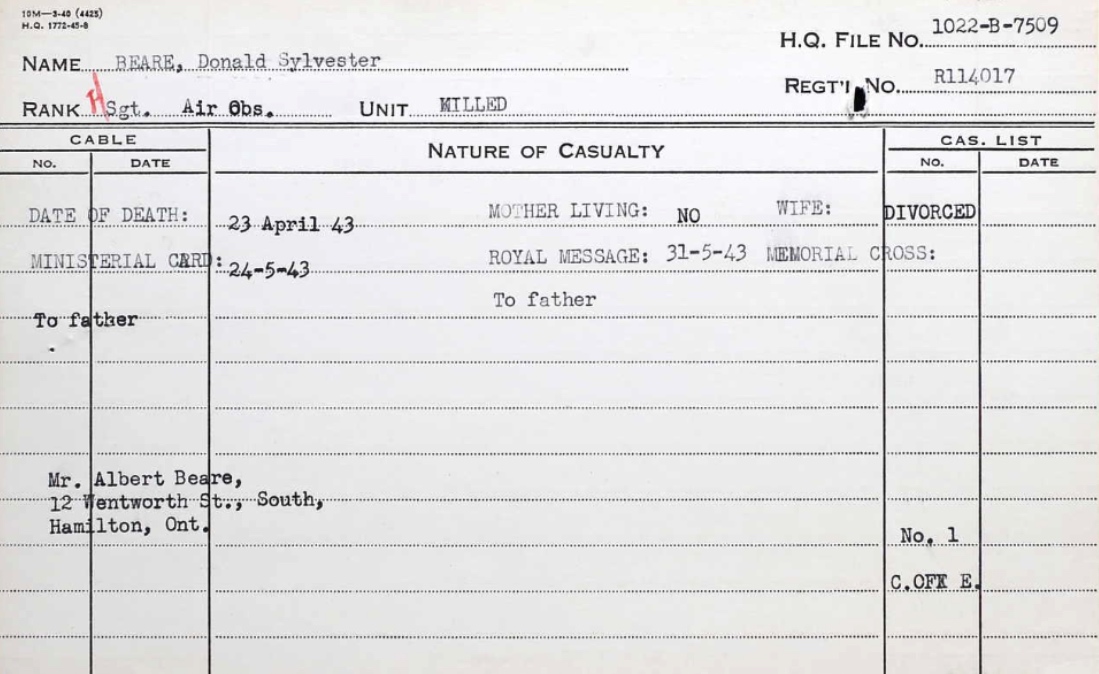 10M—3-40 (4425)
H.Q. 1772-45-8
H.Q. FILE NO. 1022-B-7509
NAME BEARE, Donald Sylvester
REGT'L NO. R114017
RANK H Sgt. Air Obs. UNIT KILLED
CABLE NATURE OF CASUALTY CAS. LIST
NO. DATE NO. DATE
DATE OF DEATH: 23 April 43 MOTHER LIVING: NO WIFE: DIVORCED
MINISTERIAL CARD: 24-5-43 ROYAL MESSAGE: 31-5-43 MEMORIAL CROSS:
To father
To father
Mr. Albert Beare,
12 Wentworth St., South,
Hamilton, Ont.
No. 1
C.OFE E.